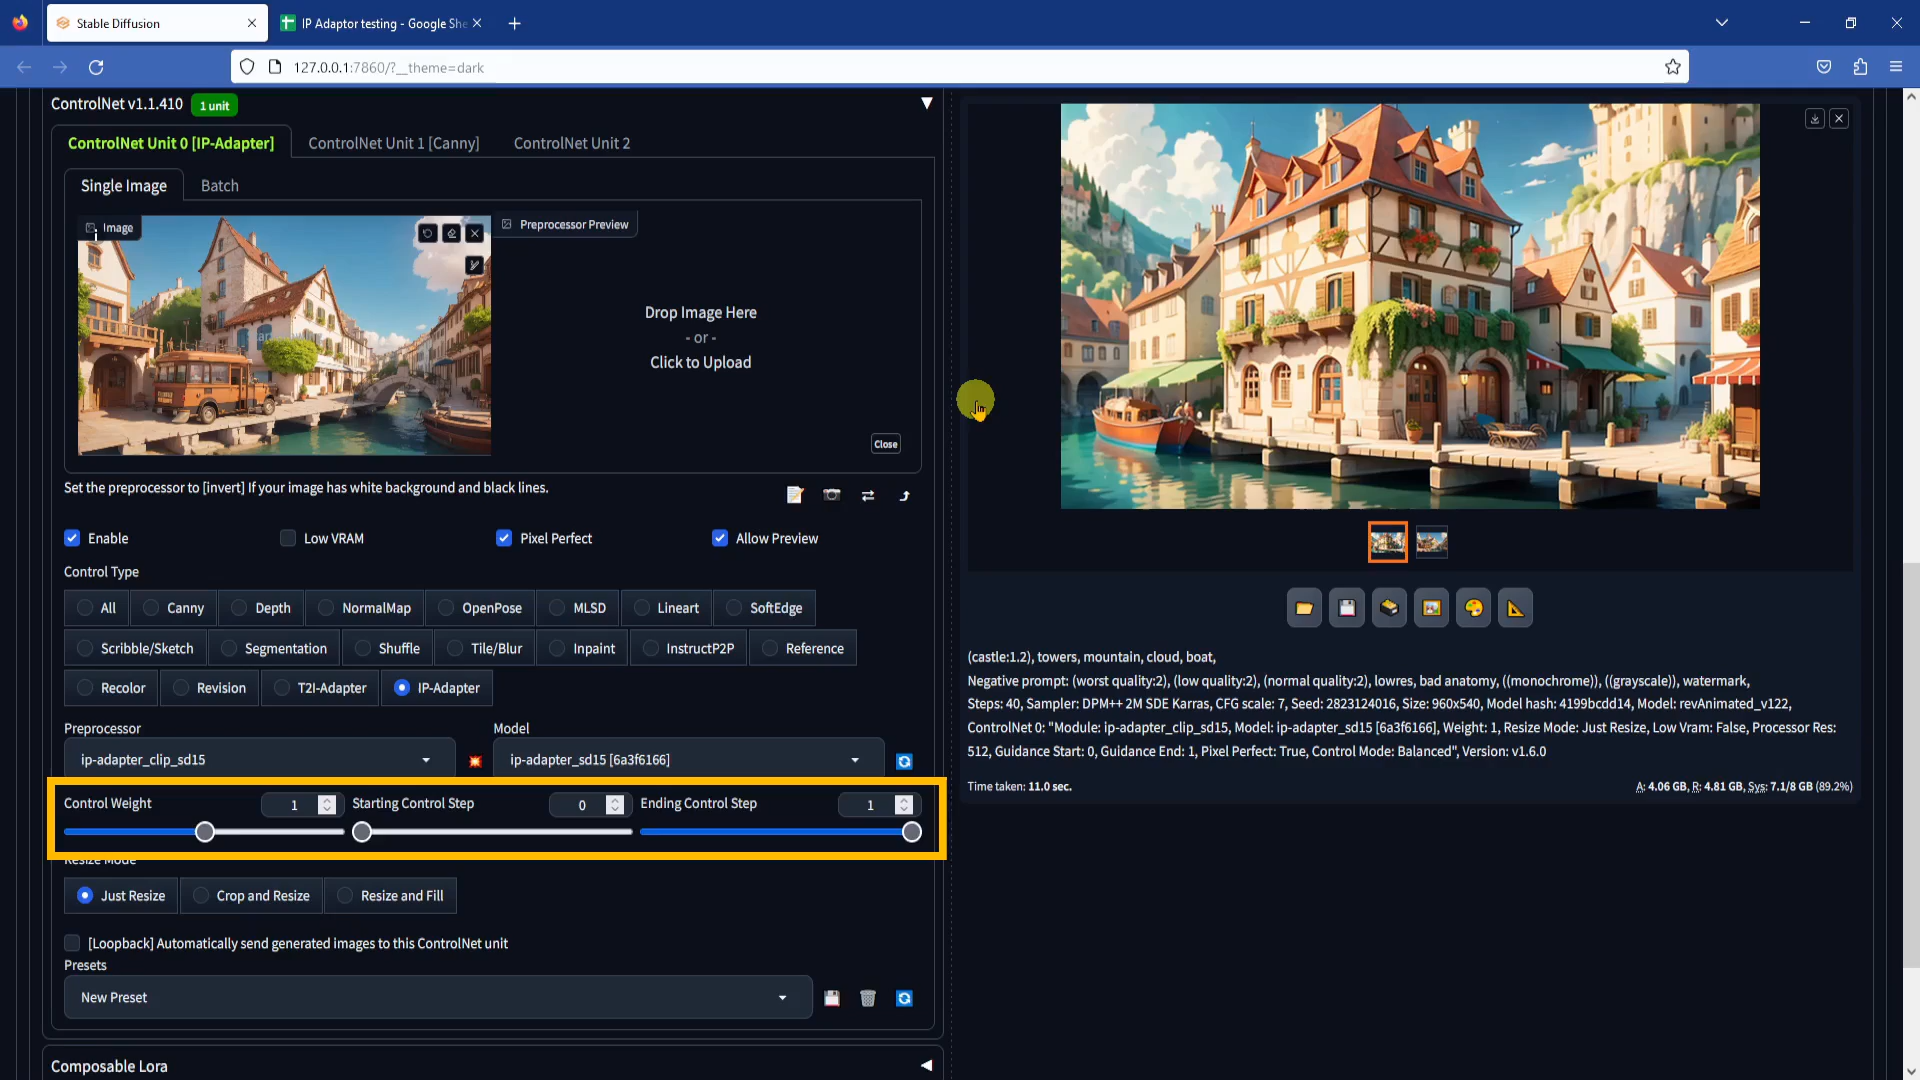 Stable Diffusion
IP Adaptor testing - Google She
127.0.0.1:7860/?__theme=dark
ControlNet v1.1.410
1 unit
ControlNet Unit 0 [IP-Adapter]
ControlNet Unit 1 [Canny]
ControlNet Unit 2
Single Image
Batch
Image
Preprocessor Preview
Drop Image Here
- or -
Click to Upload
Close
Set the preprocessor to [invert] If your image has white background and black lines.
Enable
Low VRAM
Pixel Perfect
Allow Preview
Control Type
All
Canny
Depth
NormalMap
OpenPose
MLSD
Lineart
SoftEdge
Scribble/Sketch
Segmentation
Shuffle
Tile/Blur
Inpaint
InstructP2P
Reference
Recolor
Revision
T2I-Adapter
IP-Adapter
Preprocessor
Model
ip-adapter_clip_sd15
ip-adapter_sd15 [6a3f6166]
Control Weight
1
Starting Control Step
0
Ending Control Step
1
Resize Mode
Just Resize
Crop and Resize
Resize and Fill
[Loopback] Automatically send generated images to this ControlNet unit
Presets
New Preset
Composable Lora
(castle:1.2), towers, mountain, cloud, boat,
Negative prompt: (worst quality:2), (low quality:2), (normal quality:2), lowres, bad anatomy, ((monochrome)), ((grayscale)), watermark,
Steps: 40, Sampler: DPM++ 2M SDE Karras, CFG scale: 7, Seed: 2823124016, Size: 960x540, Model hash: 4199bcdd14, Model: revAnimated_v122,
ControlNet 0: "Module: ip-adapter_clip_sd15, Model: ip-adapter_sd15 [6a3f6166], Weight: 1, Resize Mode: Just Resize, Low Vram: False, Processor Res:
512, Guidance Start: 0, Guidance End: 1, Pixel Perfect: True, Control Mode: Balanced", Version: v1.6.0
Time taken: 11.0 sec.
A: 4.06 GB, R: 4.81 GB, Sys: 7.1/8 GB (89.2%)